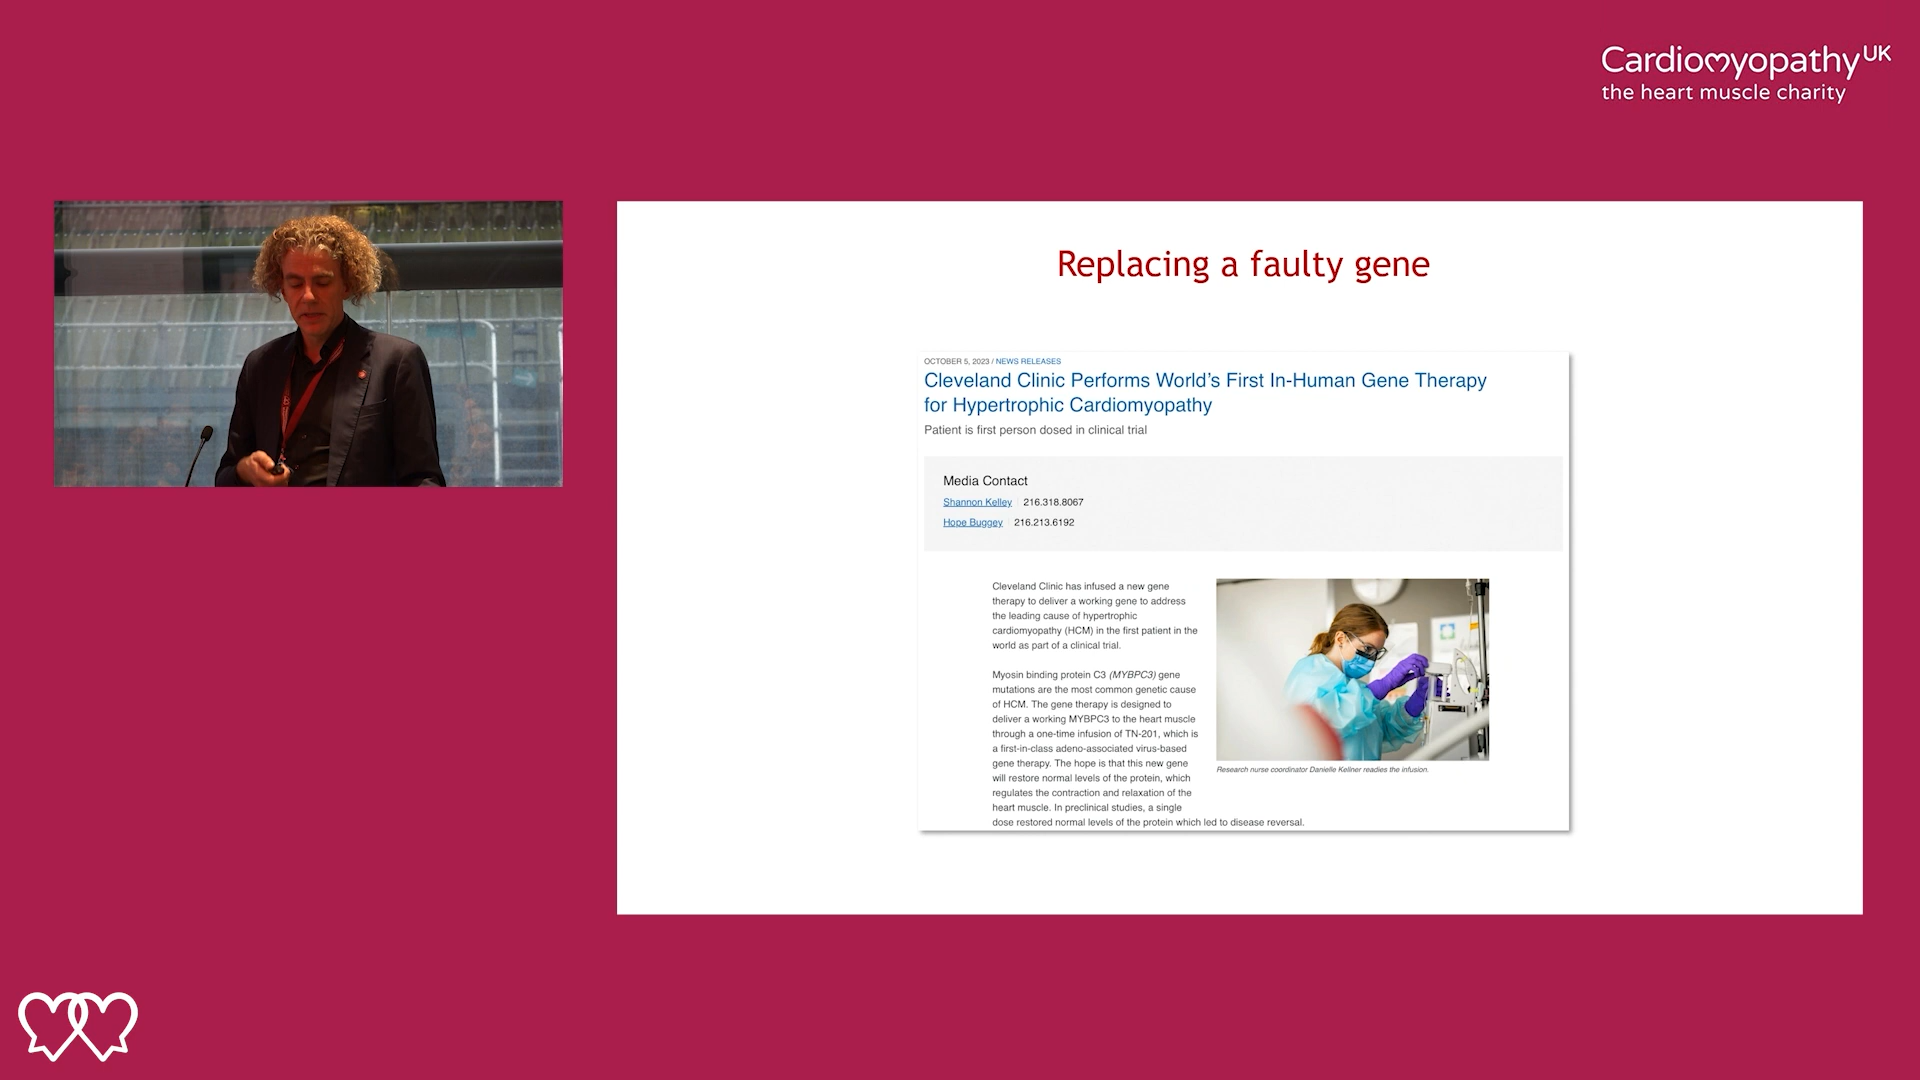 Cardiomyopathy UK
the heart muscle charity
Replacing a faulty gene
OCTOBER 5, 2023 / NEWS RELEASES
Cleveland Clinic Performs World's First In-Human Gene Therapy
for Hypertrophic Cardiomyopathy
Patient is first person dosed in clinical trial
Media Contact
Shannon Kelley | 216.318.8067
Hope Buggey | 216.213.6192
Cleveland Clinic has infused a new gene
therapy to deliver a working gene to address
the leading cause of hypertrophic
cardiomyopathy (HCM) in the first patient in the
world as part of a clinical trial.
Myosin binding protein C3 (MYBPC3) gene
mutations are the most common genetic cause
of HCM. The gene therapy is designed to
deliver a working MYBPC3 to the heart muscle
through a one-time infusion of TN-201, which is
a first-in-class adeno-associated virus-based
gene therapy. The hope is that this new gene
will restore normal levels of the protein, which
regulates the contraction and relaxation of the
heart muscle. In preclinical studies, a single
dose restored normal levels of the protein which led to disease reversal.
Research nurse coordinator Danielle Kellner readies the infusion.